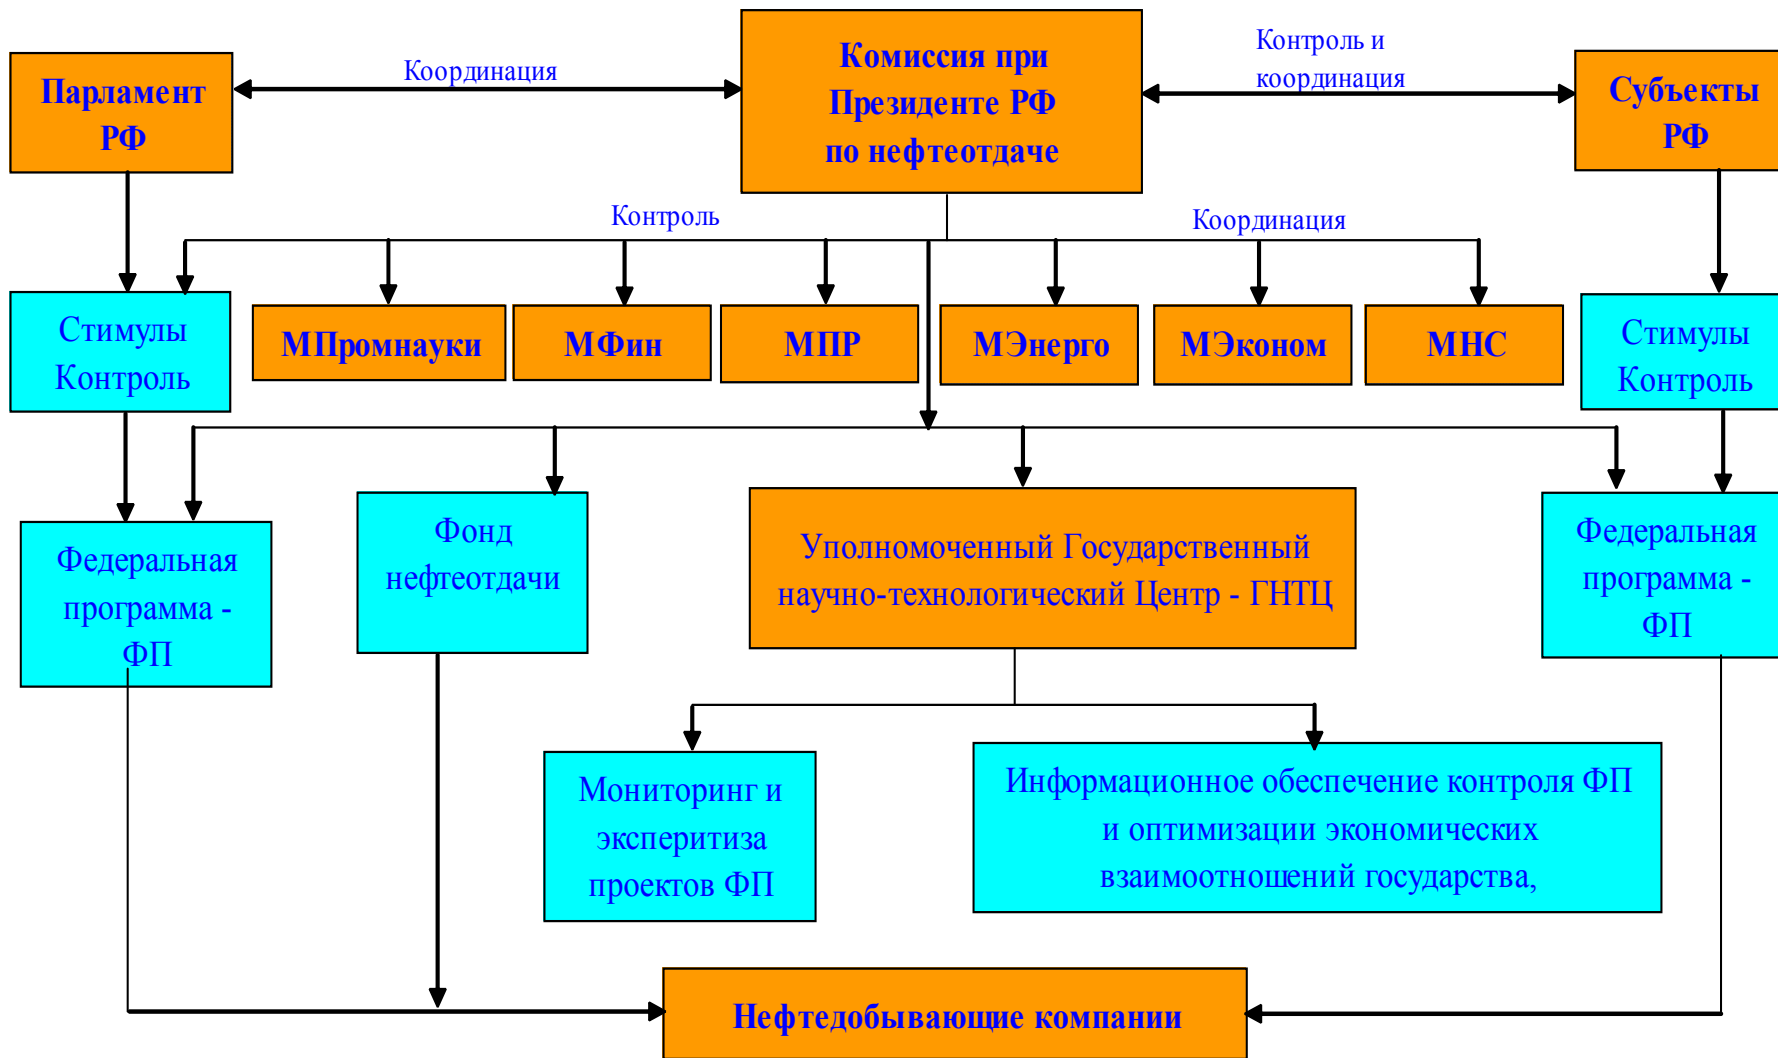 Комиссия при
Президенте РФ
по нефтеотдаче
Парламент
РФ
Координация
Контроль и
координация
Субъекты
РФ
Контроль
Координация
Стимулы
Контроль
МПромнауки
МФин
МПР
МЭнерго
МЭконом
МНС
Стимулы
Контроль
Федеральная
программа -
ФП
Фонд
нефтеотдачи
Уполномоченный Государственный
научно-технологический Центр - ГНТЦ
Федеральная
программа -
ФП
Мониторинг и
эксперитиза
проектов ФП
Информационное обеспечение контроля ФП
и оптимизации экономических
взаимоотношений государства,
Нефтедобывающие компании